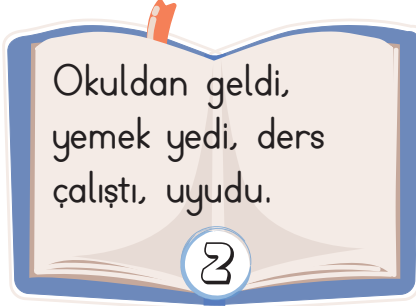 Okuldan geldi,
yemek yedi, ders
çalıştı, uyudu.
2